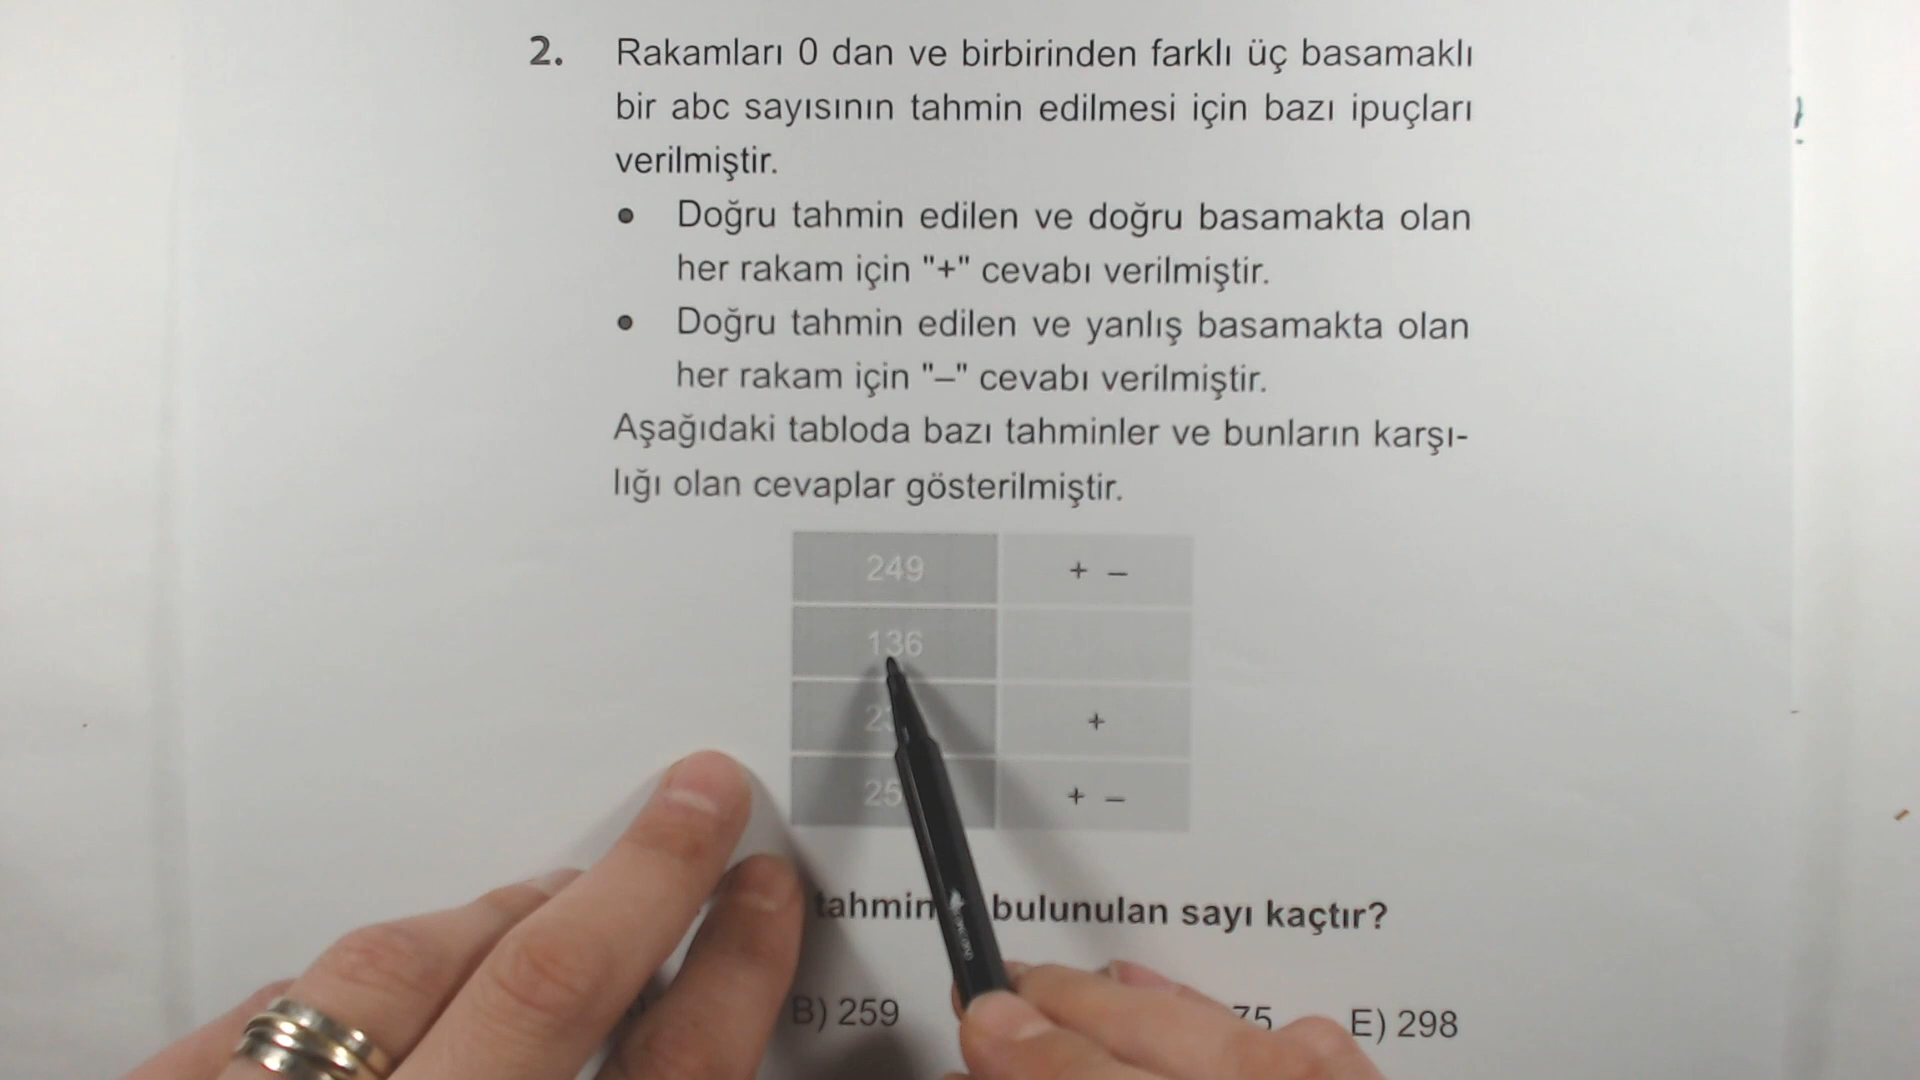 2. Rakamları 0 dan ve birbirinden farklı üç basamaklı
bir abc sayısının tahmin edilmesi için bazı ipuçları
verilmiştir.
● Doğru tahmin edilen ve doğru basamakta olan
her rakam için "+" cevabı verilmiştir.
● Doğru tahmin edilen ve yanlış basamakta olan
her rakam için "–" cevabı verilmiştir.
Aşağıdaki tabloda bazı tahminler ve bunların karşı-
lığı olan cevaplar gösterilmiştir.
249 + –
136
+
25 + –
tahmin bulunulan sayı kaçtır?
B) 259 75 E) 298